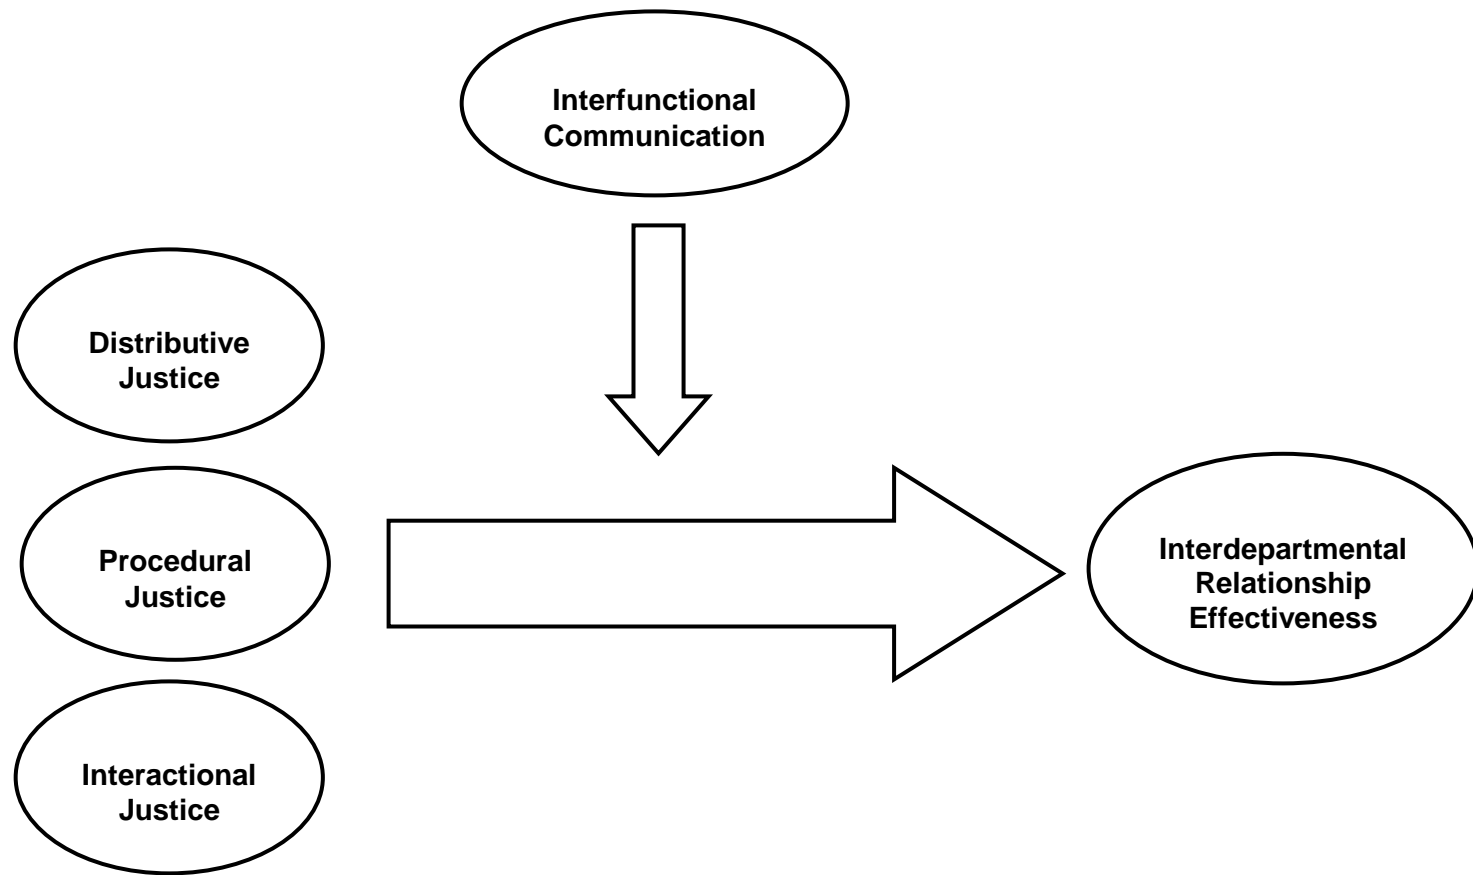 Interfunctional
Communication
Distributive
Justice
Procedural
Justice
Interdepartmental
Relationship
Effectiveness
Interactional
Justice